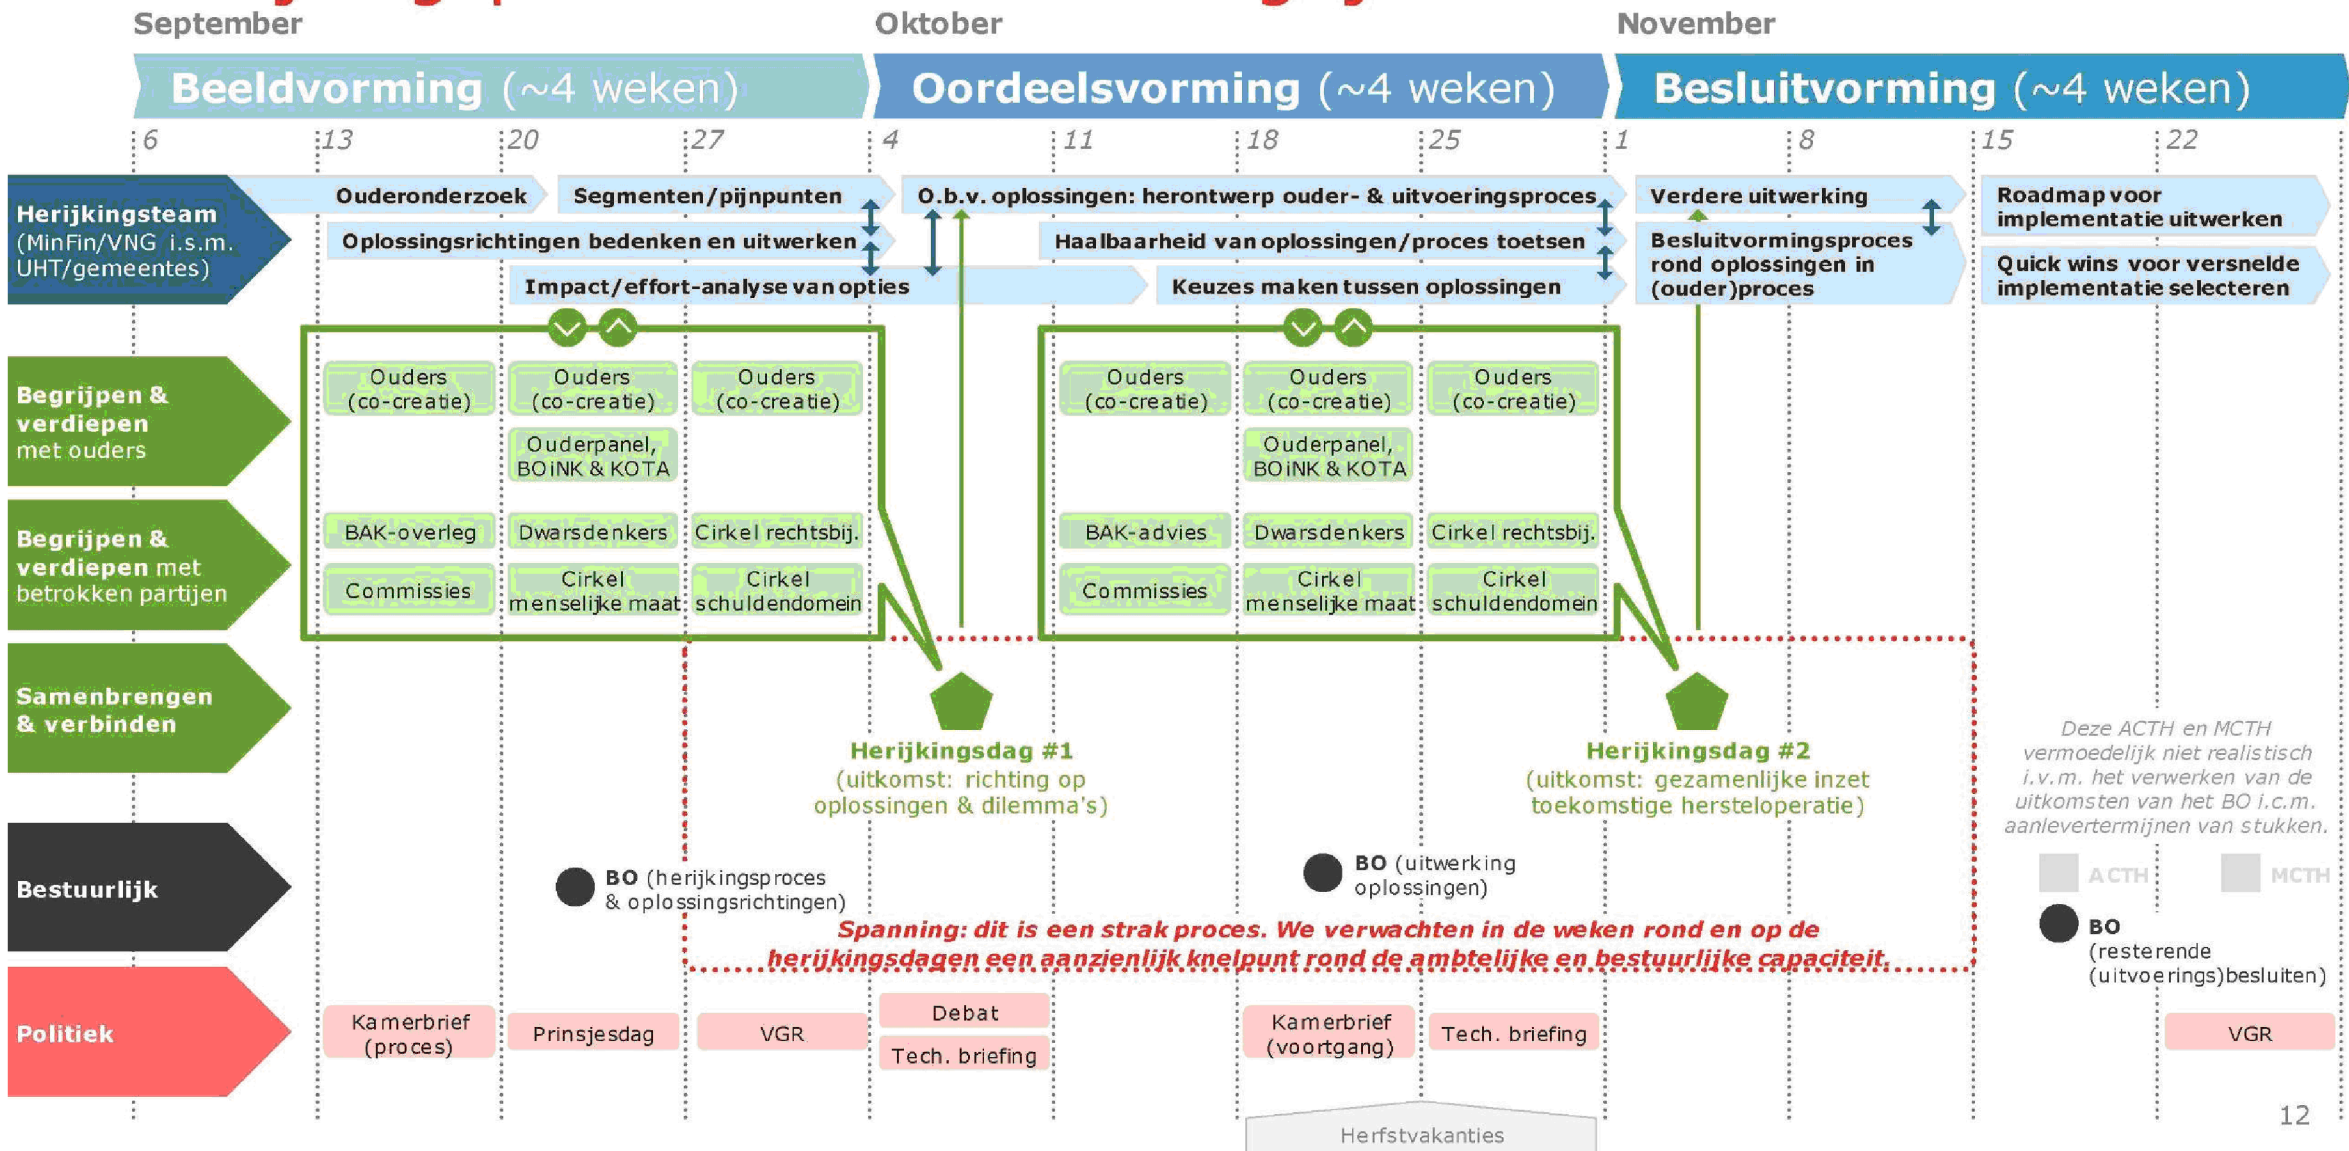 September
Oktober
November
Beeldvorming (~4 weken)
Oordeelsvorming (~4 weken)
Besluitvorming (~4 weken)
6
13
20
27
4
11
18
25
1
8
15
22
Herijkingsteam
(MinFin/VNG i.s.m.
UHT/gemeentes)
Ouderonderzoek
Segmenten/pijnpunten
O.b.v. oplossingen: herontwerp ouder- & uitvoeringsproces
Verdere uitwerking
Roadmap voor
implementatie uitwerken
Oplossingsrichtingen bedenken en uitwerken
Haalbaarheid van oplossingen/proces toetsen
Besluitvormingsproces
rond oplossingen in
(ouder)proces
Quick wins voor versnelde
implementatie selecteren
Impact/effort-analyse van opties
Keuzes maken tussen oplossingen
Begrijpen &
verdiepen
met ouders
Ouders
(co-creatie)
Ouders
(co-creatie)
Ouders
(co-creatie)
Ouders
(co-creatie)
Ouders
(co-creatie)
Ouders
(co-creatie)
Ouderpanel,
BOiNK & KOTA
Ouderpanel,
BOiNK & KOTA
Begrijpen &
verdiepen met
betrokken partijen
BAK-overleg
Dwarsdenkers
Cirkel rechtsbij.
BAK-advies
Dwarsdenkers
Cirkel rechtsbij.
Commissies
Cirkel
menselijke maat
Cirkel
schuldendomein
Commissies
Cirkel
menselijke maat
Cirkel
schuldendomein
Samenbrengen
& verbinden
Herijkingsdag #1
(uitkomst: richting op
oplossingen & dilemma's)
Herijkingsdag #2
(uitkomst: gezamenlijke inzet
toekomstige hersteloperatie)
Deze ACTH en MCTH
vermoedelijk niet realistisch
i.v.m. het verwerken van de
uitkomsten van het BO i.c.m.
aanlevertermijnen van stukken.
Bestuurlijk
BO (herijkingsproces
& oplossingsrichtingen)
BO (uitwerking
oplossingen)
ACTH
MCTH
BO
(resterende
(uitvoerings)besluiten)
Spanning: dit is een strak proces. We verwachten in de weken rond en op de
herijkingsdagen een aanzienlijk knelpunt rond de ambtelijke en bestuurlijke capaciteit.
Politiek
Kamerbrief
(proces)
Prinsjesdag
VGR
Debat
Tech. briefing
Kamerbrief
(voortgang)
Tech. briefing
VGR
Herfstvakanties
12